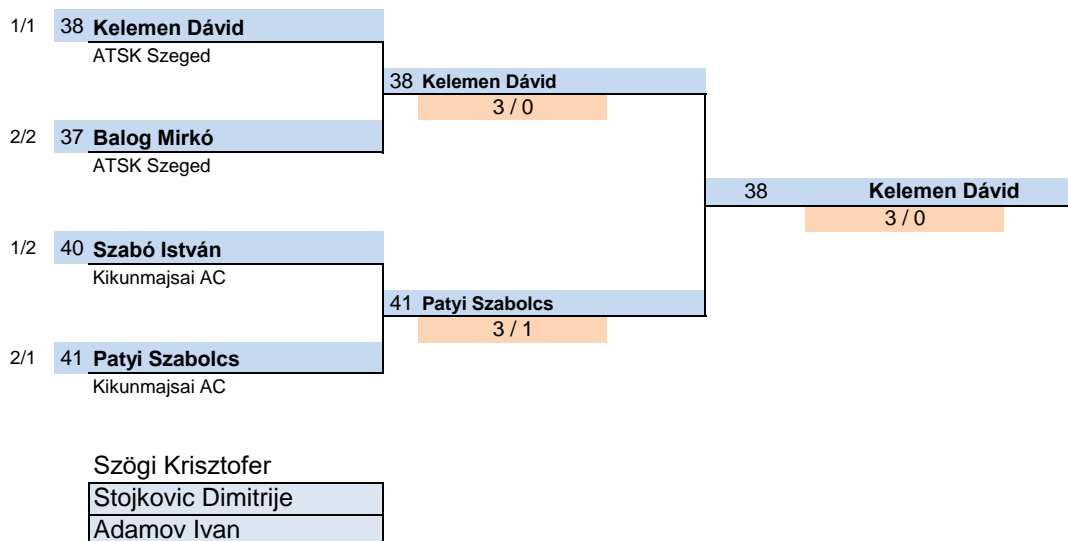 1/1 38 Kelemen Dávid
ATSK Szeged
38 Kelemen Dávid
3 / 0
2/2 37 Balog Mirkó
ATSK Szeged
38 Kelemen Dávid
3 / 0
1/2 40 Szabó István
Kikunmajsai AC
41 Patyi Szabolcs
3 / 1
2/1 41 Patyi Szabolcs
Kikunmajsai AC
Szögi Krisztofer
Stojkovic Dimitrije
Adamov Ivan